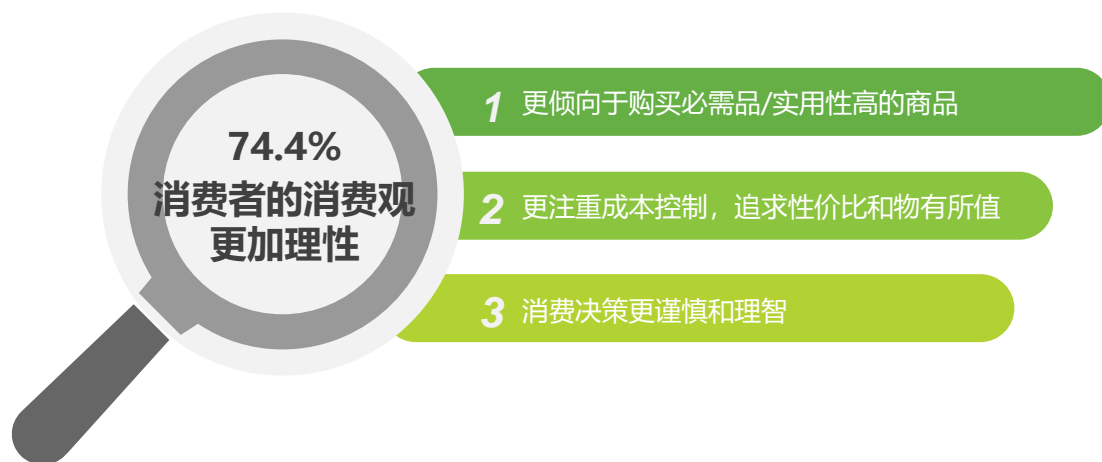 74.4%
消费者的消费观
更加理性
1 更倾向于购买必需品/实用性高的商品
2 更注重成本控制，追求性价比和物有所值
3 消费决策更谨慎和理智